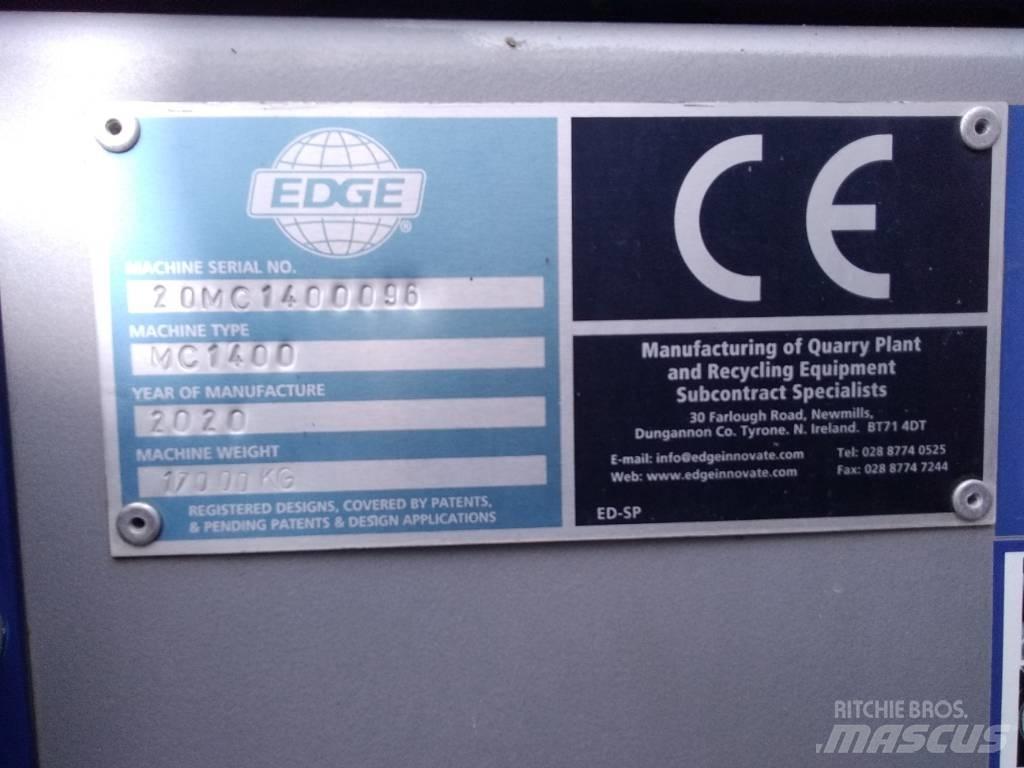 EDGE
®
MACHINE SERIAL NO.
20MC1400096
MACHINE TYPE
MC1400
YEAR OF MANUFACTURE
2020
MACHINE WEIGHT
17000 KG
REGISTERED DESIGNS, COVERED BY PATENTS,
& PENDING PATENTS & DESIGN APPLICATIONS
CE
Manufacturing of Quarry Plant
and Recycling Equipment
Subcontract Specialists
30 Farlough Road, Newmills,
Dungannon Co. Tyrone. N. Ireland. BT71 4DT
E-mail: info@edgeinnovate.com Tel: 028 8774 0525
Web: www.edgeinnovate.com Fax: 028 8774 7244
ED-SP
RITCHIE BROS.
MASCUS